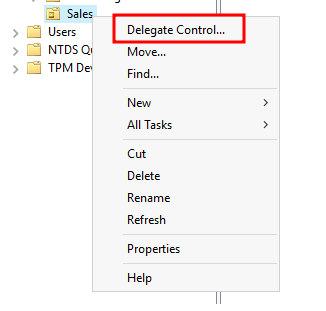 Sales
Users
NTDS Qu
TPM Dev
Delegate Control...
Move...
Find...
New
All Tasks
Cut
Delete
Rename
Refresh
Properties
Help